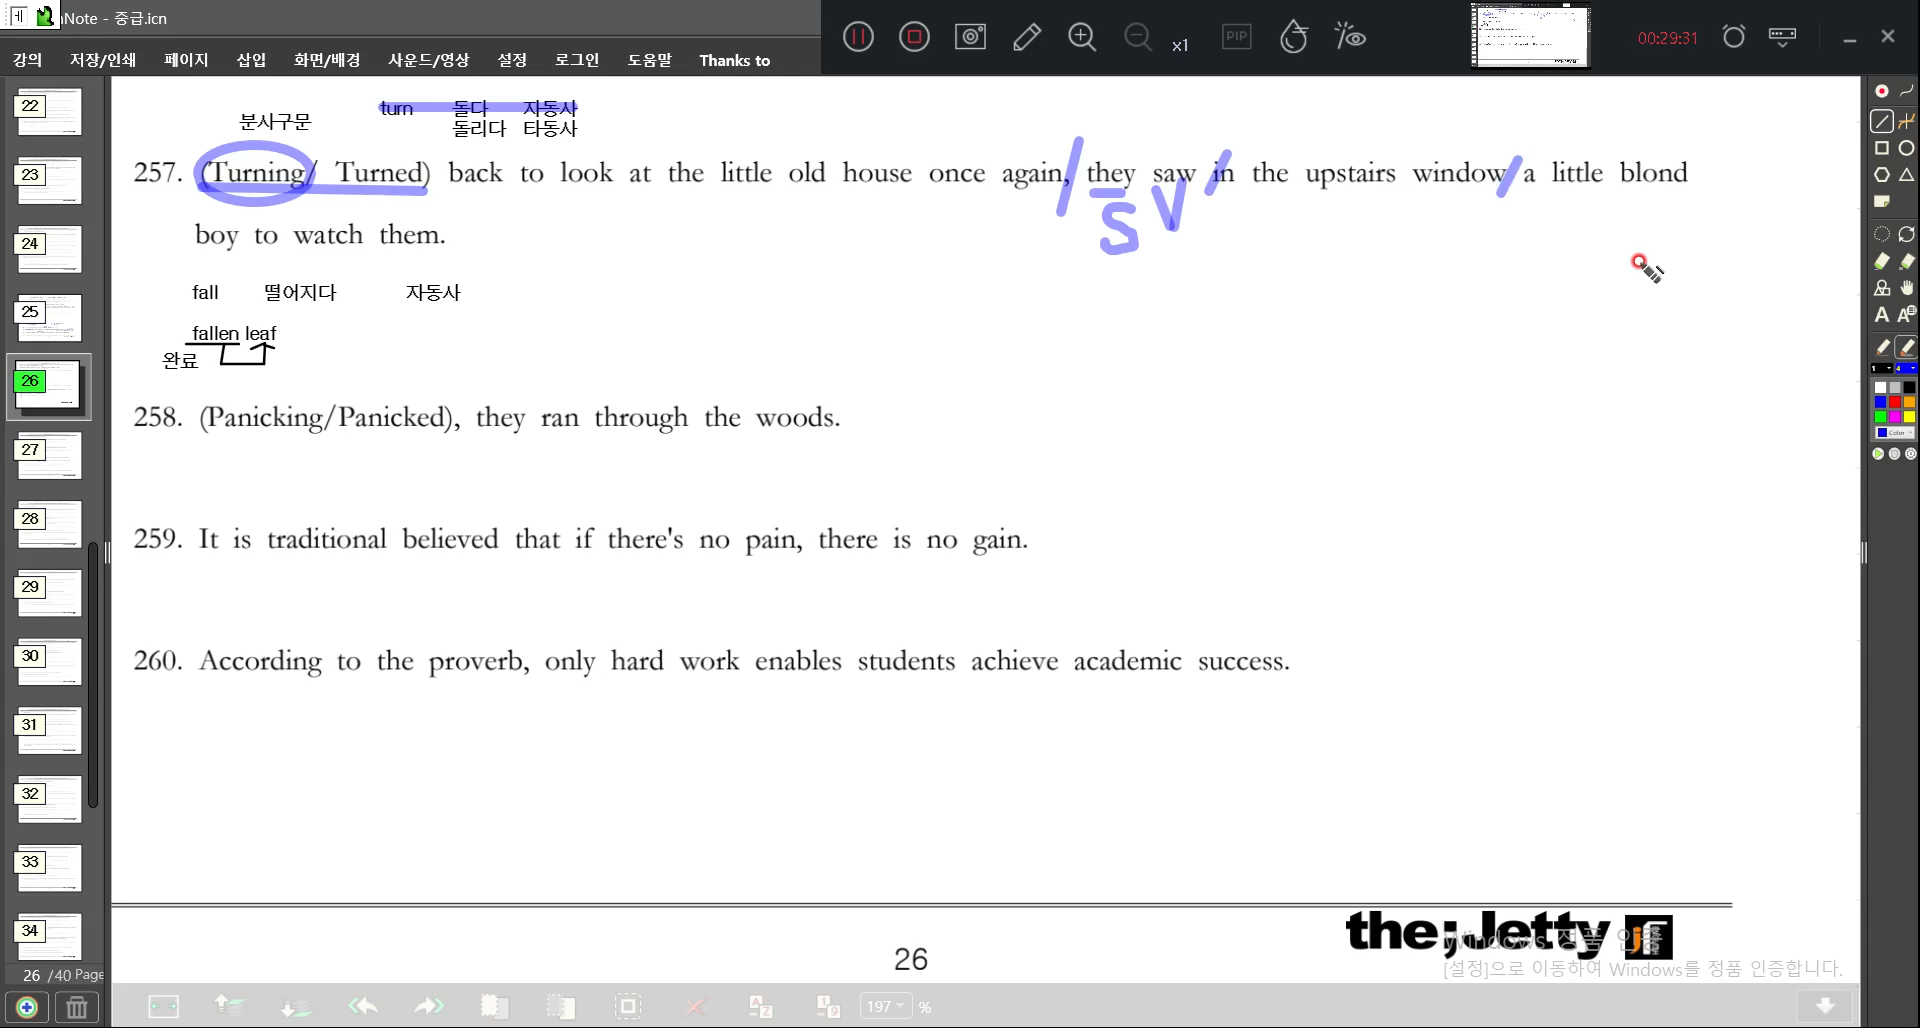 Note - 중급.icn
강의 저장/인쇄 페이지 삽입 화면/배경 사운드/영상 설정 로그인 도움말 Thanks to
x1
PIP
00:29:31
22
23
24
25
26
27
28
29
30
31
32
33
34
26 /40 Page
turn 돌다 자동사
분사구문
돌리다 타동사
257. (Turning/ Turned) back to look at the little old house once again, they saw in the upstairs window a little blond
S V
boy to watch them.
fall 떨어지다 자동사
fallen leaf
완료
258. (Panicking/Panicked), they ran through the woods.
259. It is traditional believed that if there's no pain, there is no gain.
260. According to the proverb, only hard work enables students achieve academic success.
the;Jetty
26
Windows 정품 인증
[설정]으로 이동하여 Windows를 정품 인증합니다.
197 %
Color